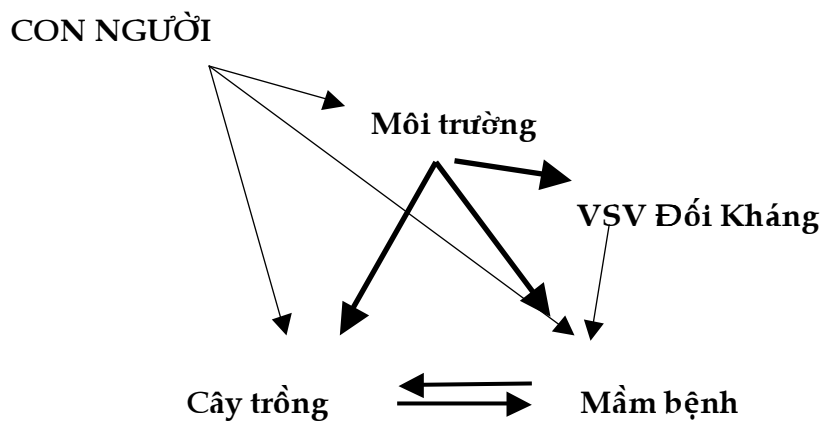 CON NGƯỜI
Môi trường
VSV Đối Kháng
Cây trồng
Mầm bệnh